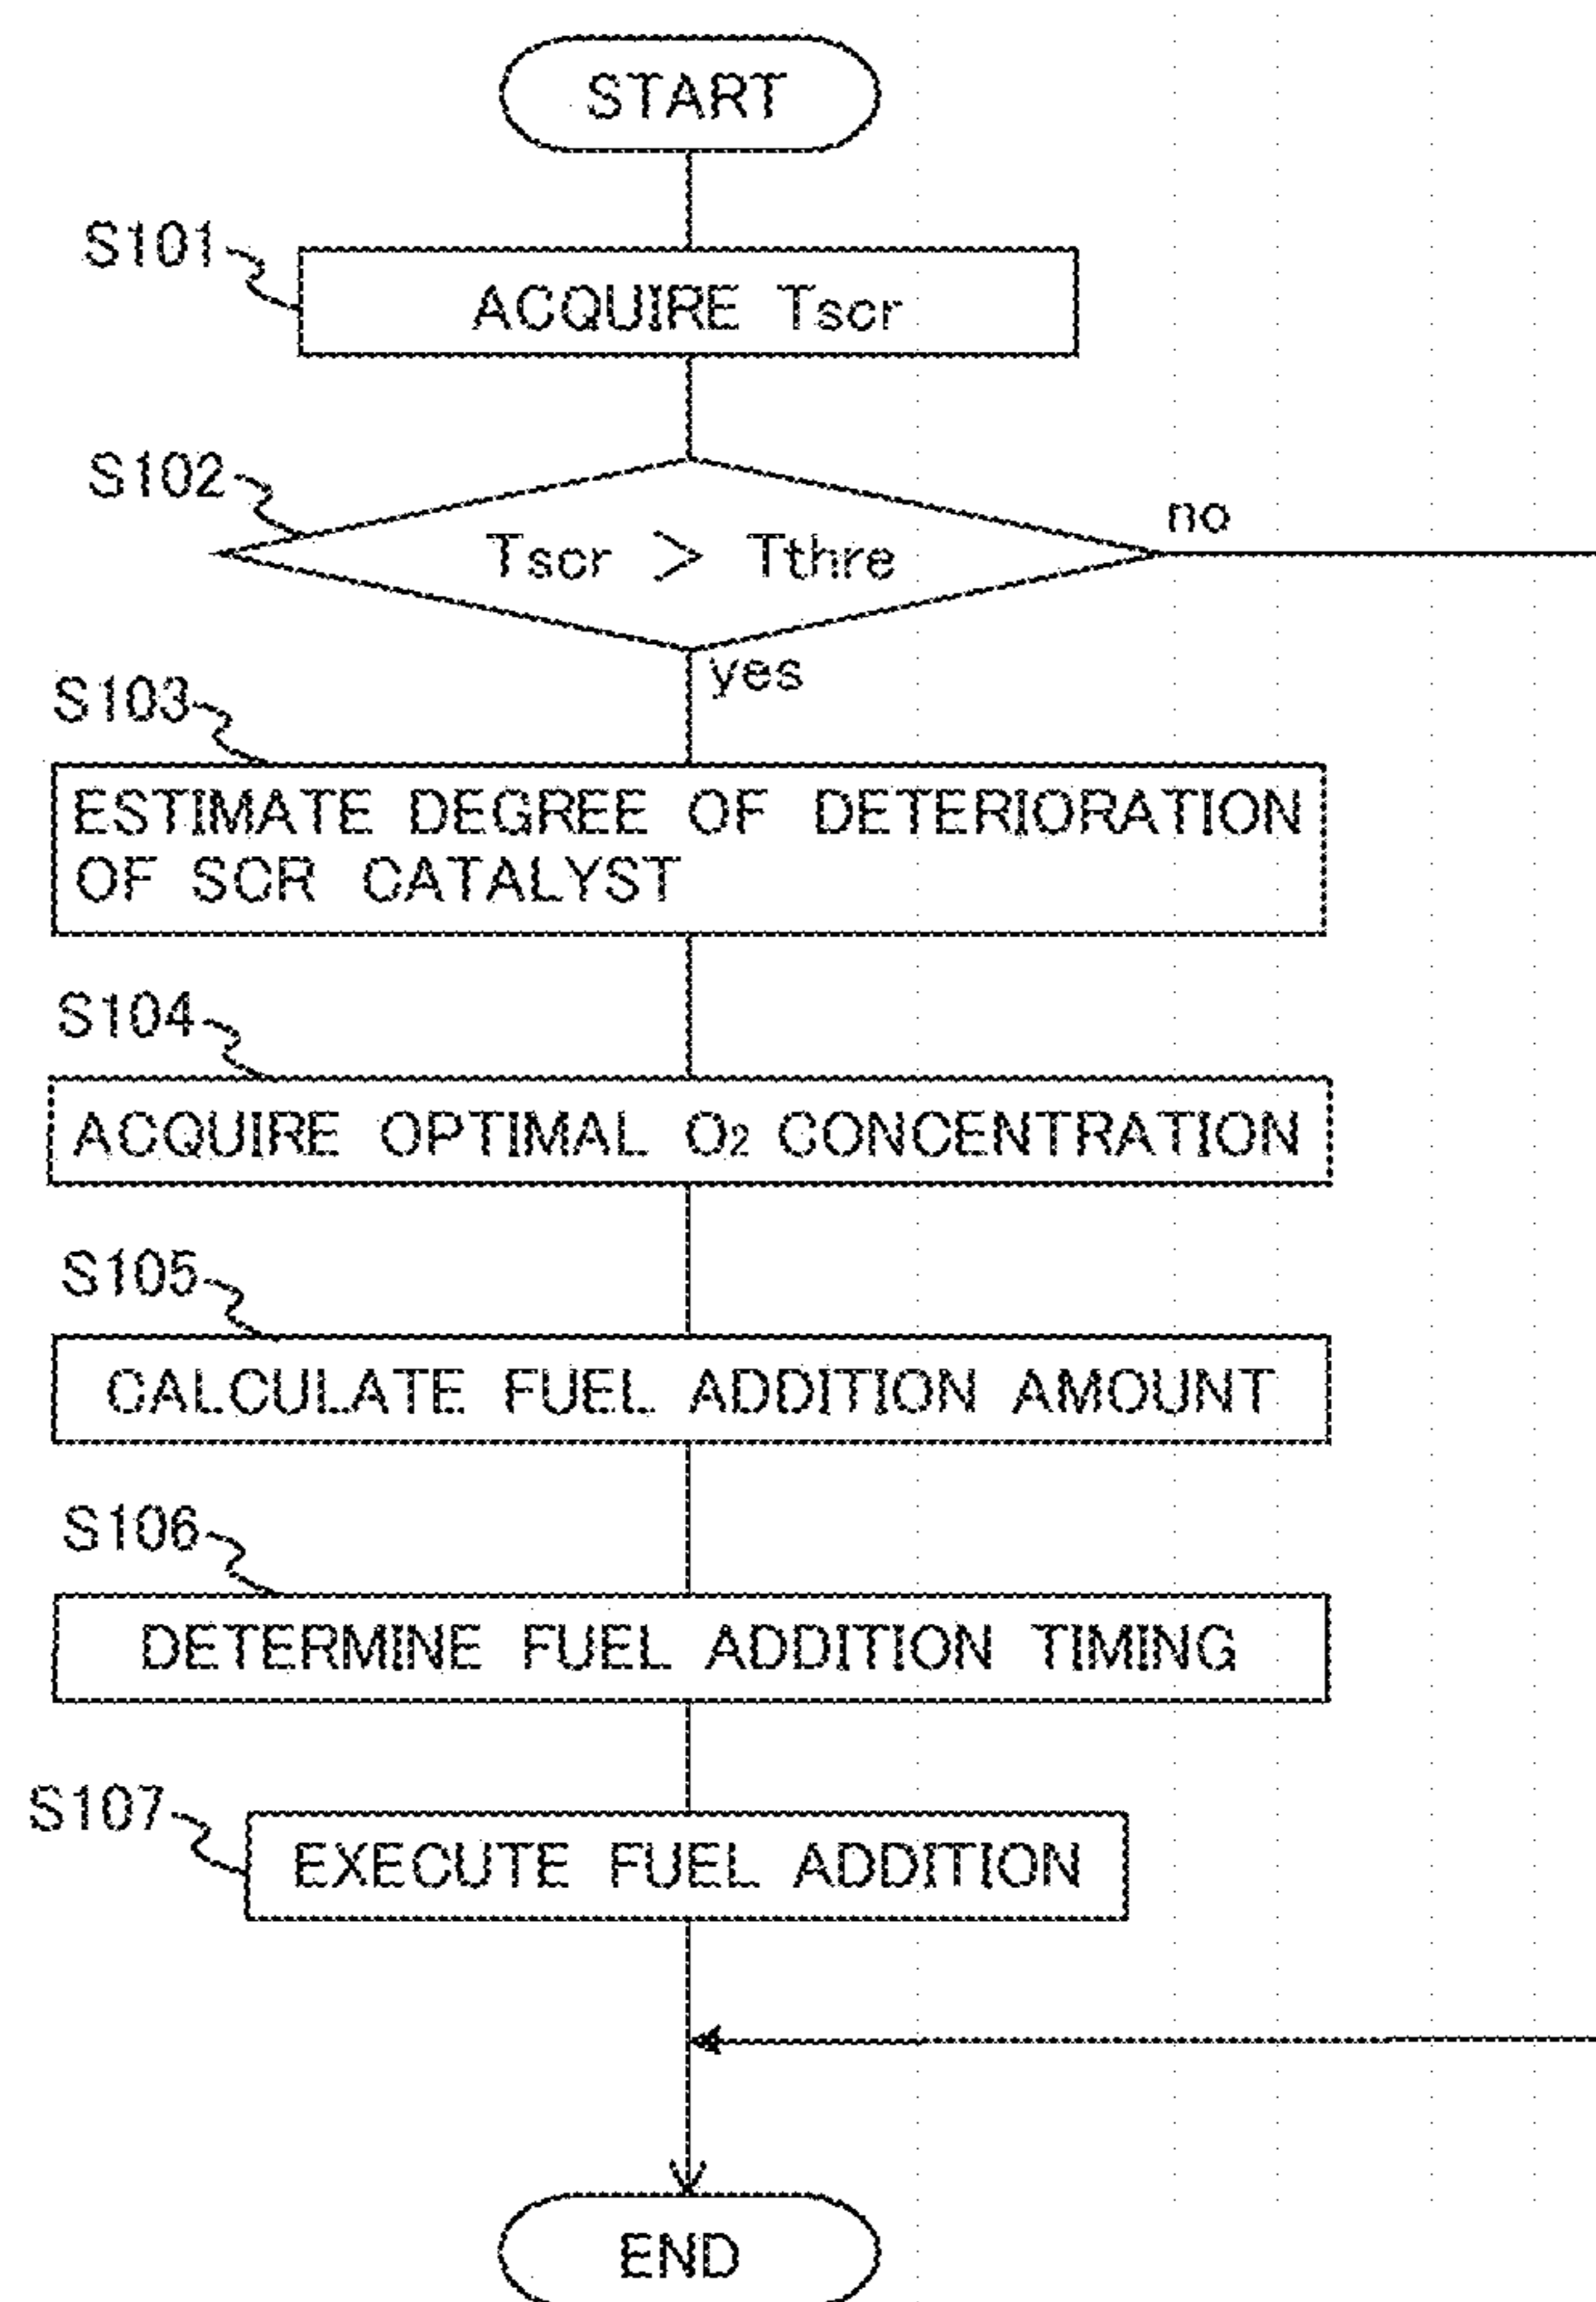 START
S101
ACQUIRE Tscr
S102
Tscr > Tthre
no
yes
S103
ESTIMATE DEGREE OF DETERIORATION
OF SCR CATALYST
S104
ACQUIRE OPTIMAL O₂ CONCENTRATION
S105
CALCULATE FUEL ADDITION AMOUNT
S106
DETERMINE FUEL ADDITION TIMING
S107
EXECUTE FUEL ADDITION
END